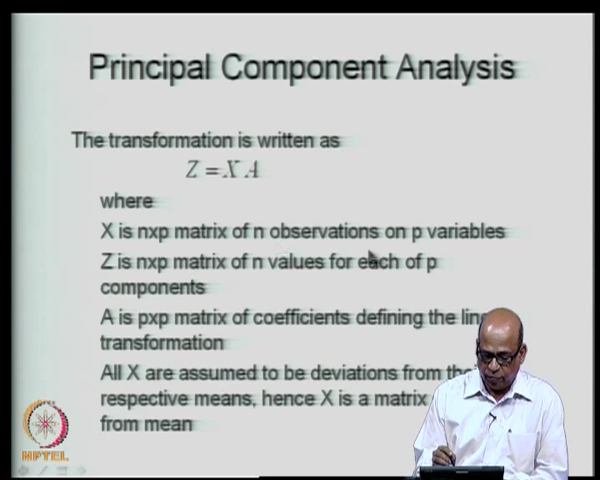 Principal Component Analysis
The transformation is written as
Z = X A
where
X is nxp matrix of n observations on p variables
Z is nxp matrix of n values for each of p
components
A is pxp matrix of coefficients defining the
transformation
All X are assumed to be deviations from
respective means, hence X is a matrix
from mean
NPTEL